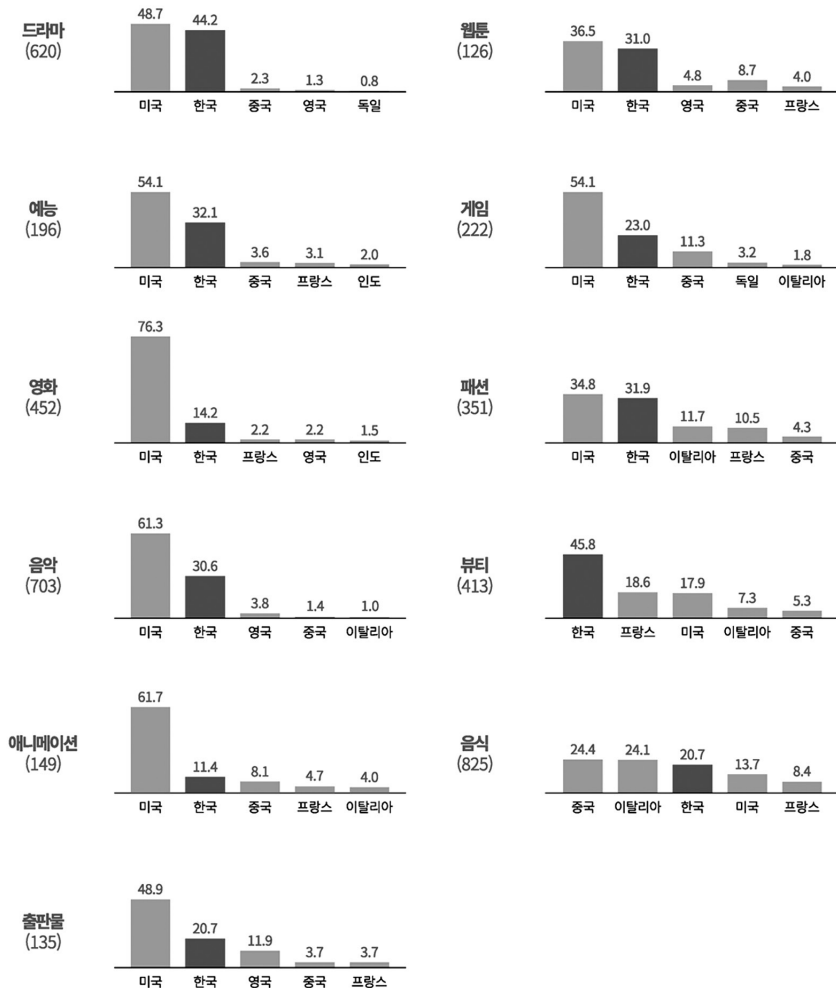 드라마
(620)
48.7 44.2 2.3 1.3 0.8
미국 한국 중국 영국 독일
웹툰
(126)
36.5 31.0 4.8 8.7 4.0
미국 한국 영국 중국 프랑스
예능
(196)
54.1 32.1 3.6 3.1 2.0
미국 한국 중국 프랑스 인도
게임
(222)
54.1 23.0 11.3 3.2 1.8
미국 한국 중국 독일 이탈리아
영화
(452)
76.3 14.2 2.2 2.2 1.5
미국 한국 프랑스 영국 인도
패션
(351)
34.8 31.9 11.7 10.5 4.3
미국 한국 이탈리아 프랑스 중국
음악
(703)
61.3 30.6 3.8 1.4 1.0
미국 한국 영국 중국 이탈리아
뷰티
(413)
45.8 18.6 17.9 7.3 5.3
한국 프랑스 미국 이탈리아 중국
애니메이션
(149)
61.7 11.4 8.1 4.7 4.0
미국 한국 중국 프랑스 이탈리아
음식
(825)
24.4 24.1 20.7 13.7 8.4
중국 이탈리아 한국 미국 프랑스
출판물
(135)
48.9 20.7 11.9 3.7 3.7
미국 한국 영국 중국 프랑스